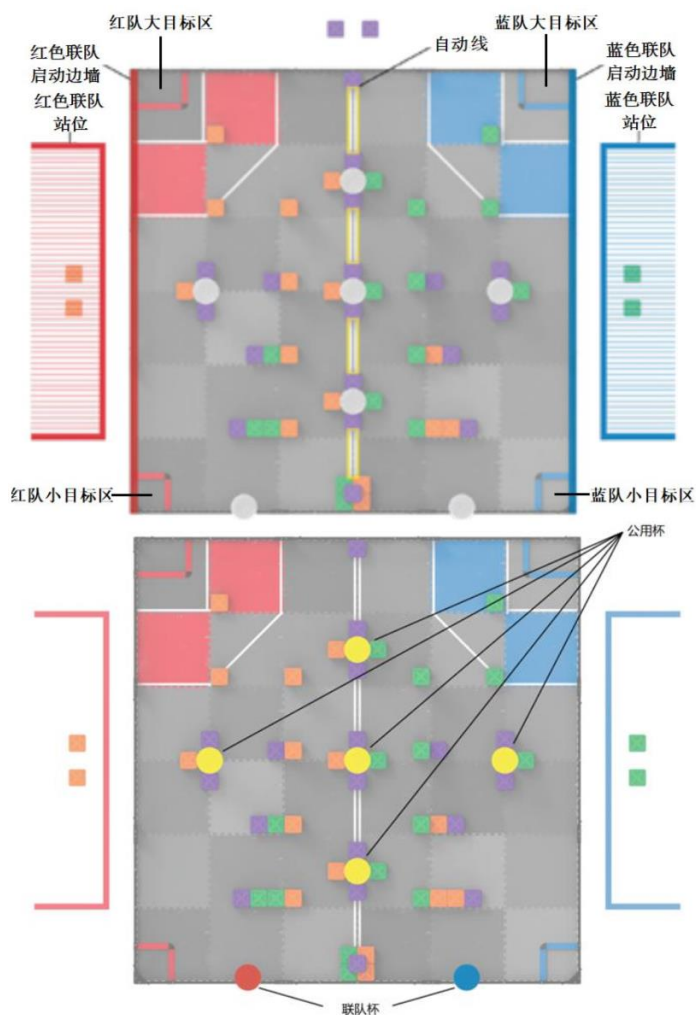 红队大目标区
蓝队大目标区
自动线
红色联队
启动边墙
蓝色联队
启动边墙
红色联队
站位
蓝色联队
站位
红队小目标区
蓝队小目标区
公用杯
联队杯